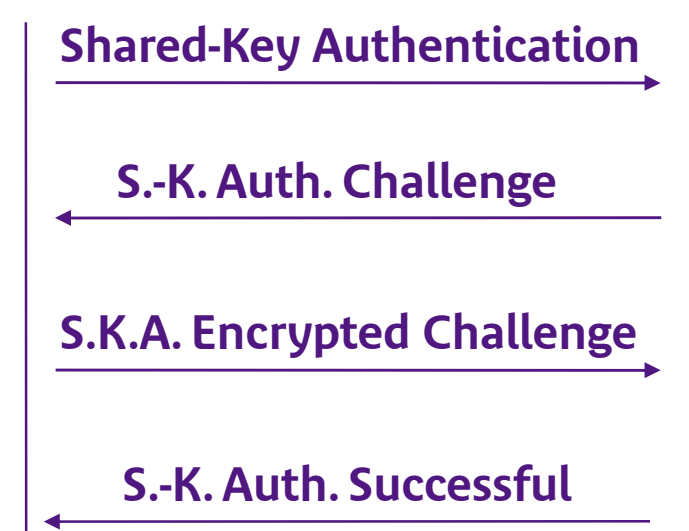 Shared-Key Authentication
S.-K. Auth. Challenge
S.K.A. Encrypted Challenge
S.-K. Auth. Successful